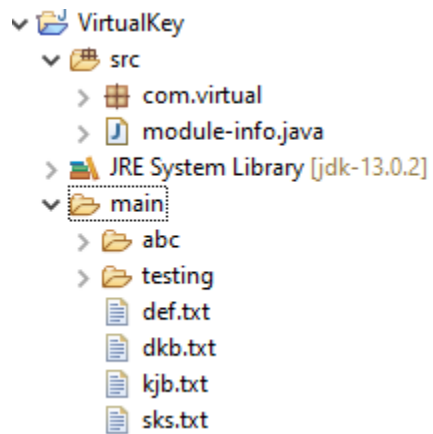 VirtualKey
src
com.virtual
module-info.java
JRE System Library [jdk-13.0.2]
main
abc
testing
def.txt
dkb.txt
kjb.txt
sks.txt